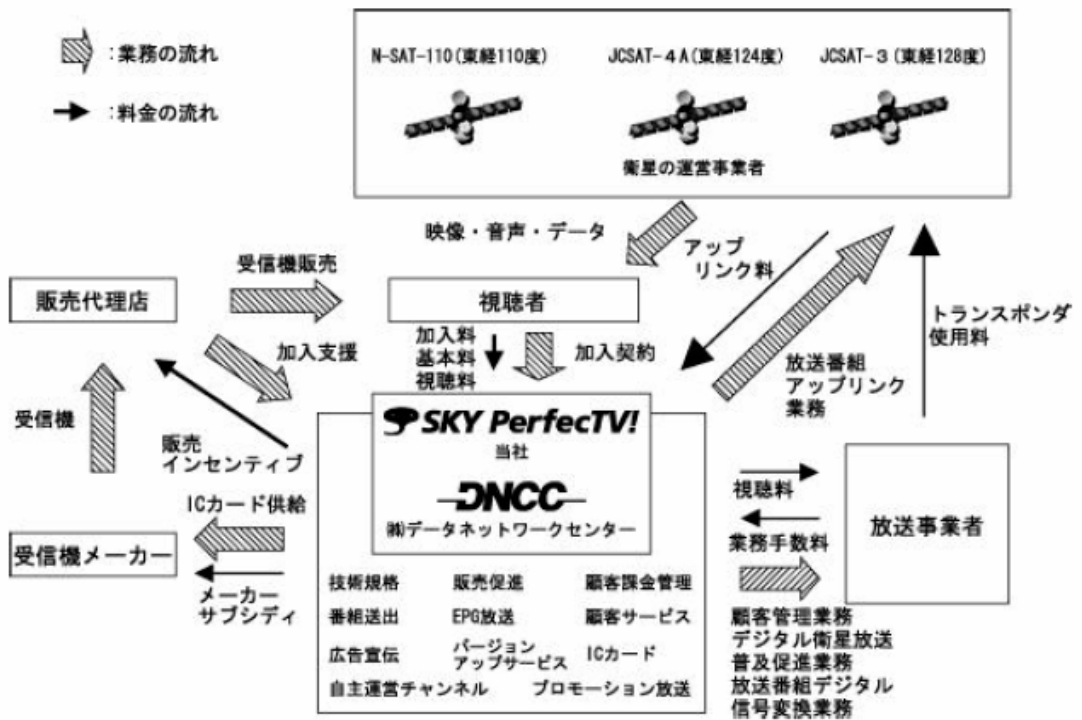 :業務の流れ
:料金の流れ
N-SAT-110(東経110度)
JCSAT-4A(東経124度)
JCSAT-3(東経128度)
衛星の運営事業者
映像・音声・データ
アップ
リンク料
受信機販売
販売代理店
視聴者
トランスポンダ
使用料
加入支援
加入料
基本料
視聴料
加入契約
放送番組
アップリンク
業務
受信機
販売
インセンティブ
SKY PerfecTV!
当社
DNCC
㈱データネットワークセンター
視聴料
業務手数料
放送事業者
ICカード供給
受信機メーカー
メーカー
サブシディ
技術規格
販売促進
顧客課金管理
番組送出
EPG放送
顧客サービス
広告宣伝
バージョン
アップサービス
ICカード
自主運営チャンネル
プロモーション放送
顧客管理業務
デジタル衛星放送
普及促進業務
放送番組デジタル
信号変換業務